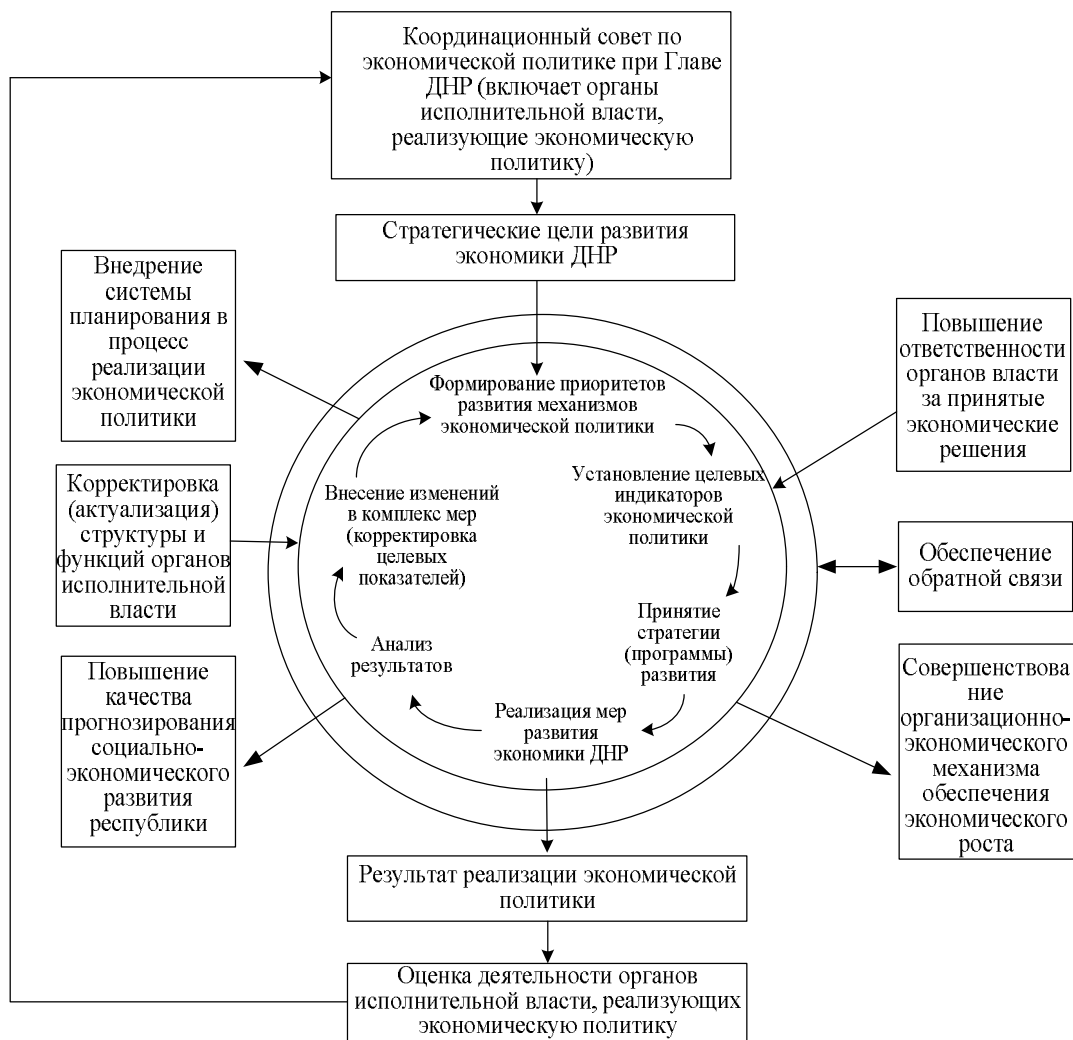 Координационный совет по
экономической политике при Главе
ДНР (включает органы
исполнительной власти,
реализующие экономическую
политику)
Стратегические цели развития
экономики ДНР
Внедрение
системы
планирования в
процесс
реализации
экономической
политики
Корректировка
(актуализация)
структуры и
функций органов
исполнительной
власти
Повышение
качества
прогнозирования
социально-
экономического
развития
республики
Формирование приоритетов
развития механизмов
экономической политики
Установление целевых
индикаторов
экономической
политики
Принятие
стратегии
(программы)
развития
Реализация мер
развития
экономики ДНР
Анализ
результатов
Внесение изменений
в комплекс мер
(корректировка
целевых
показателей)
Повышение
ответственности
органов власти
за принятые
экономические
решения
Обеспечение
обратной связи
Совершенствова
ние
организационно-
экономического
механизма
обеспечения
экономического
роста
Результат реализации экономической
политики
Оценка деятельности органов
исполнительной власти, реализующих
экономическую политику